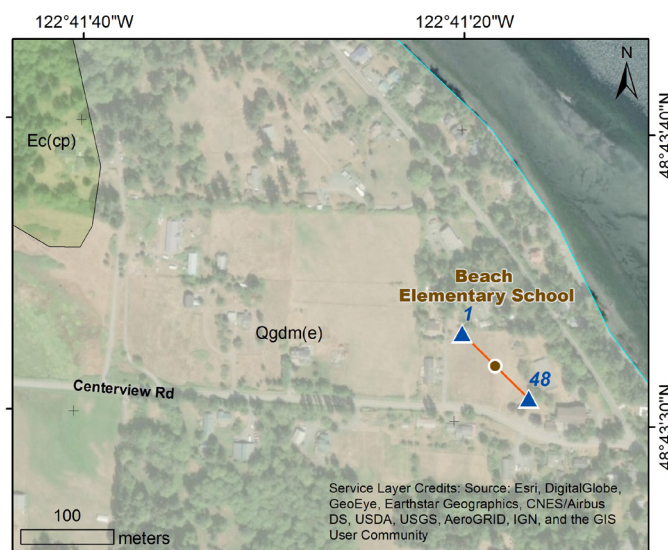 122°41'40"W
122°41'20"W
N
48°43'40"N
Ec(cp)
Beach
Elementary School
1
Qgdm(e)
48
Centerview Rd
48°43'30"N
100
meters
Service Layer Credits: Source: Esri, DigitalGlobe,
GeoEye, Earthstar Geographics, CNES/Airbus
DS, USDA, USGS, AeroGRID, IGN, and the GIS
User Community